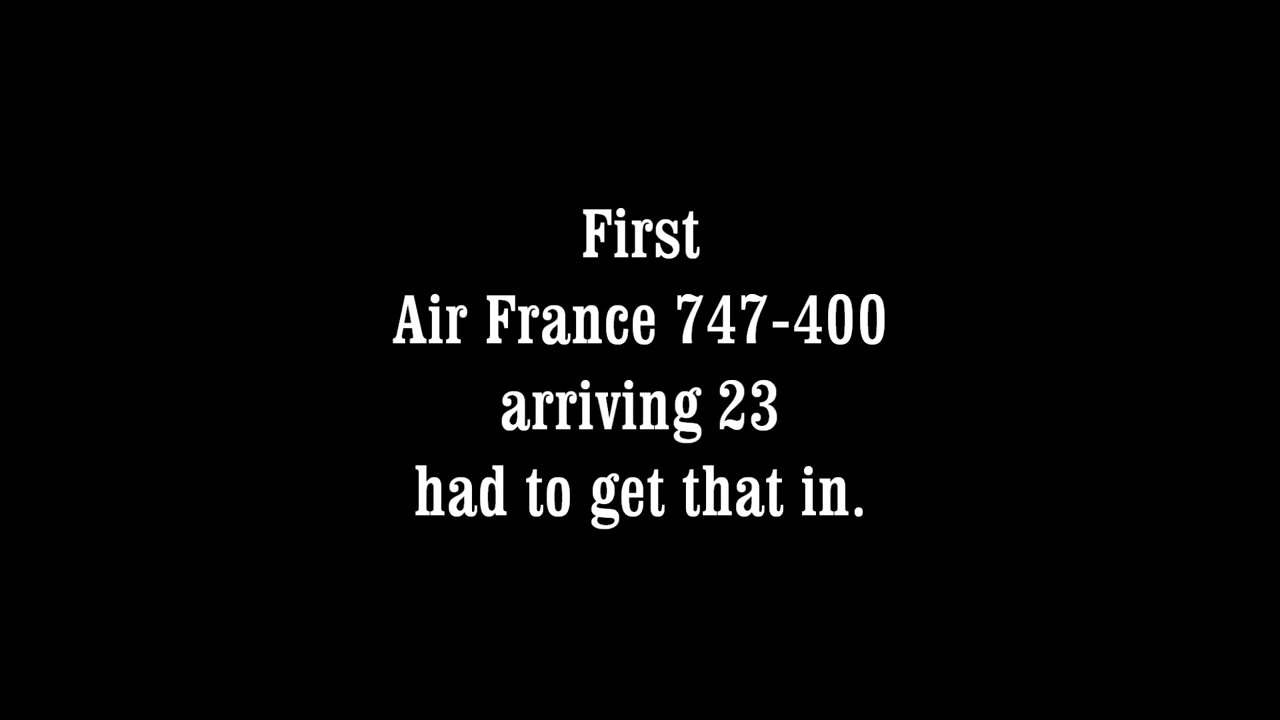 First
Air France 747-400
arriving 23
had to get that in.